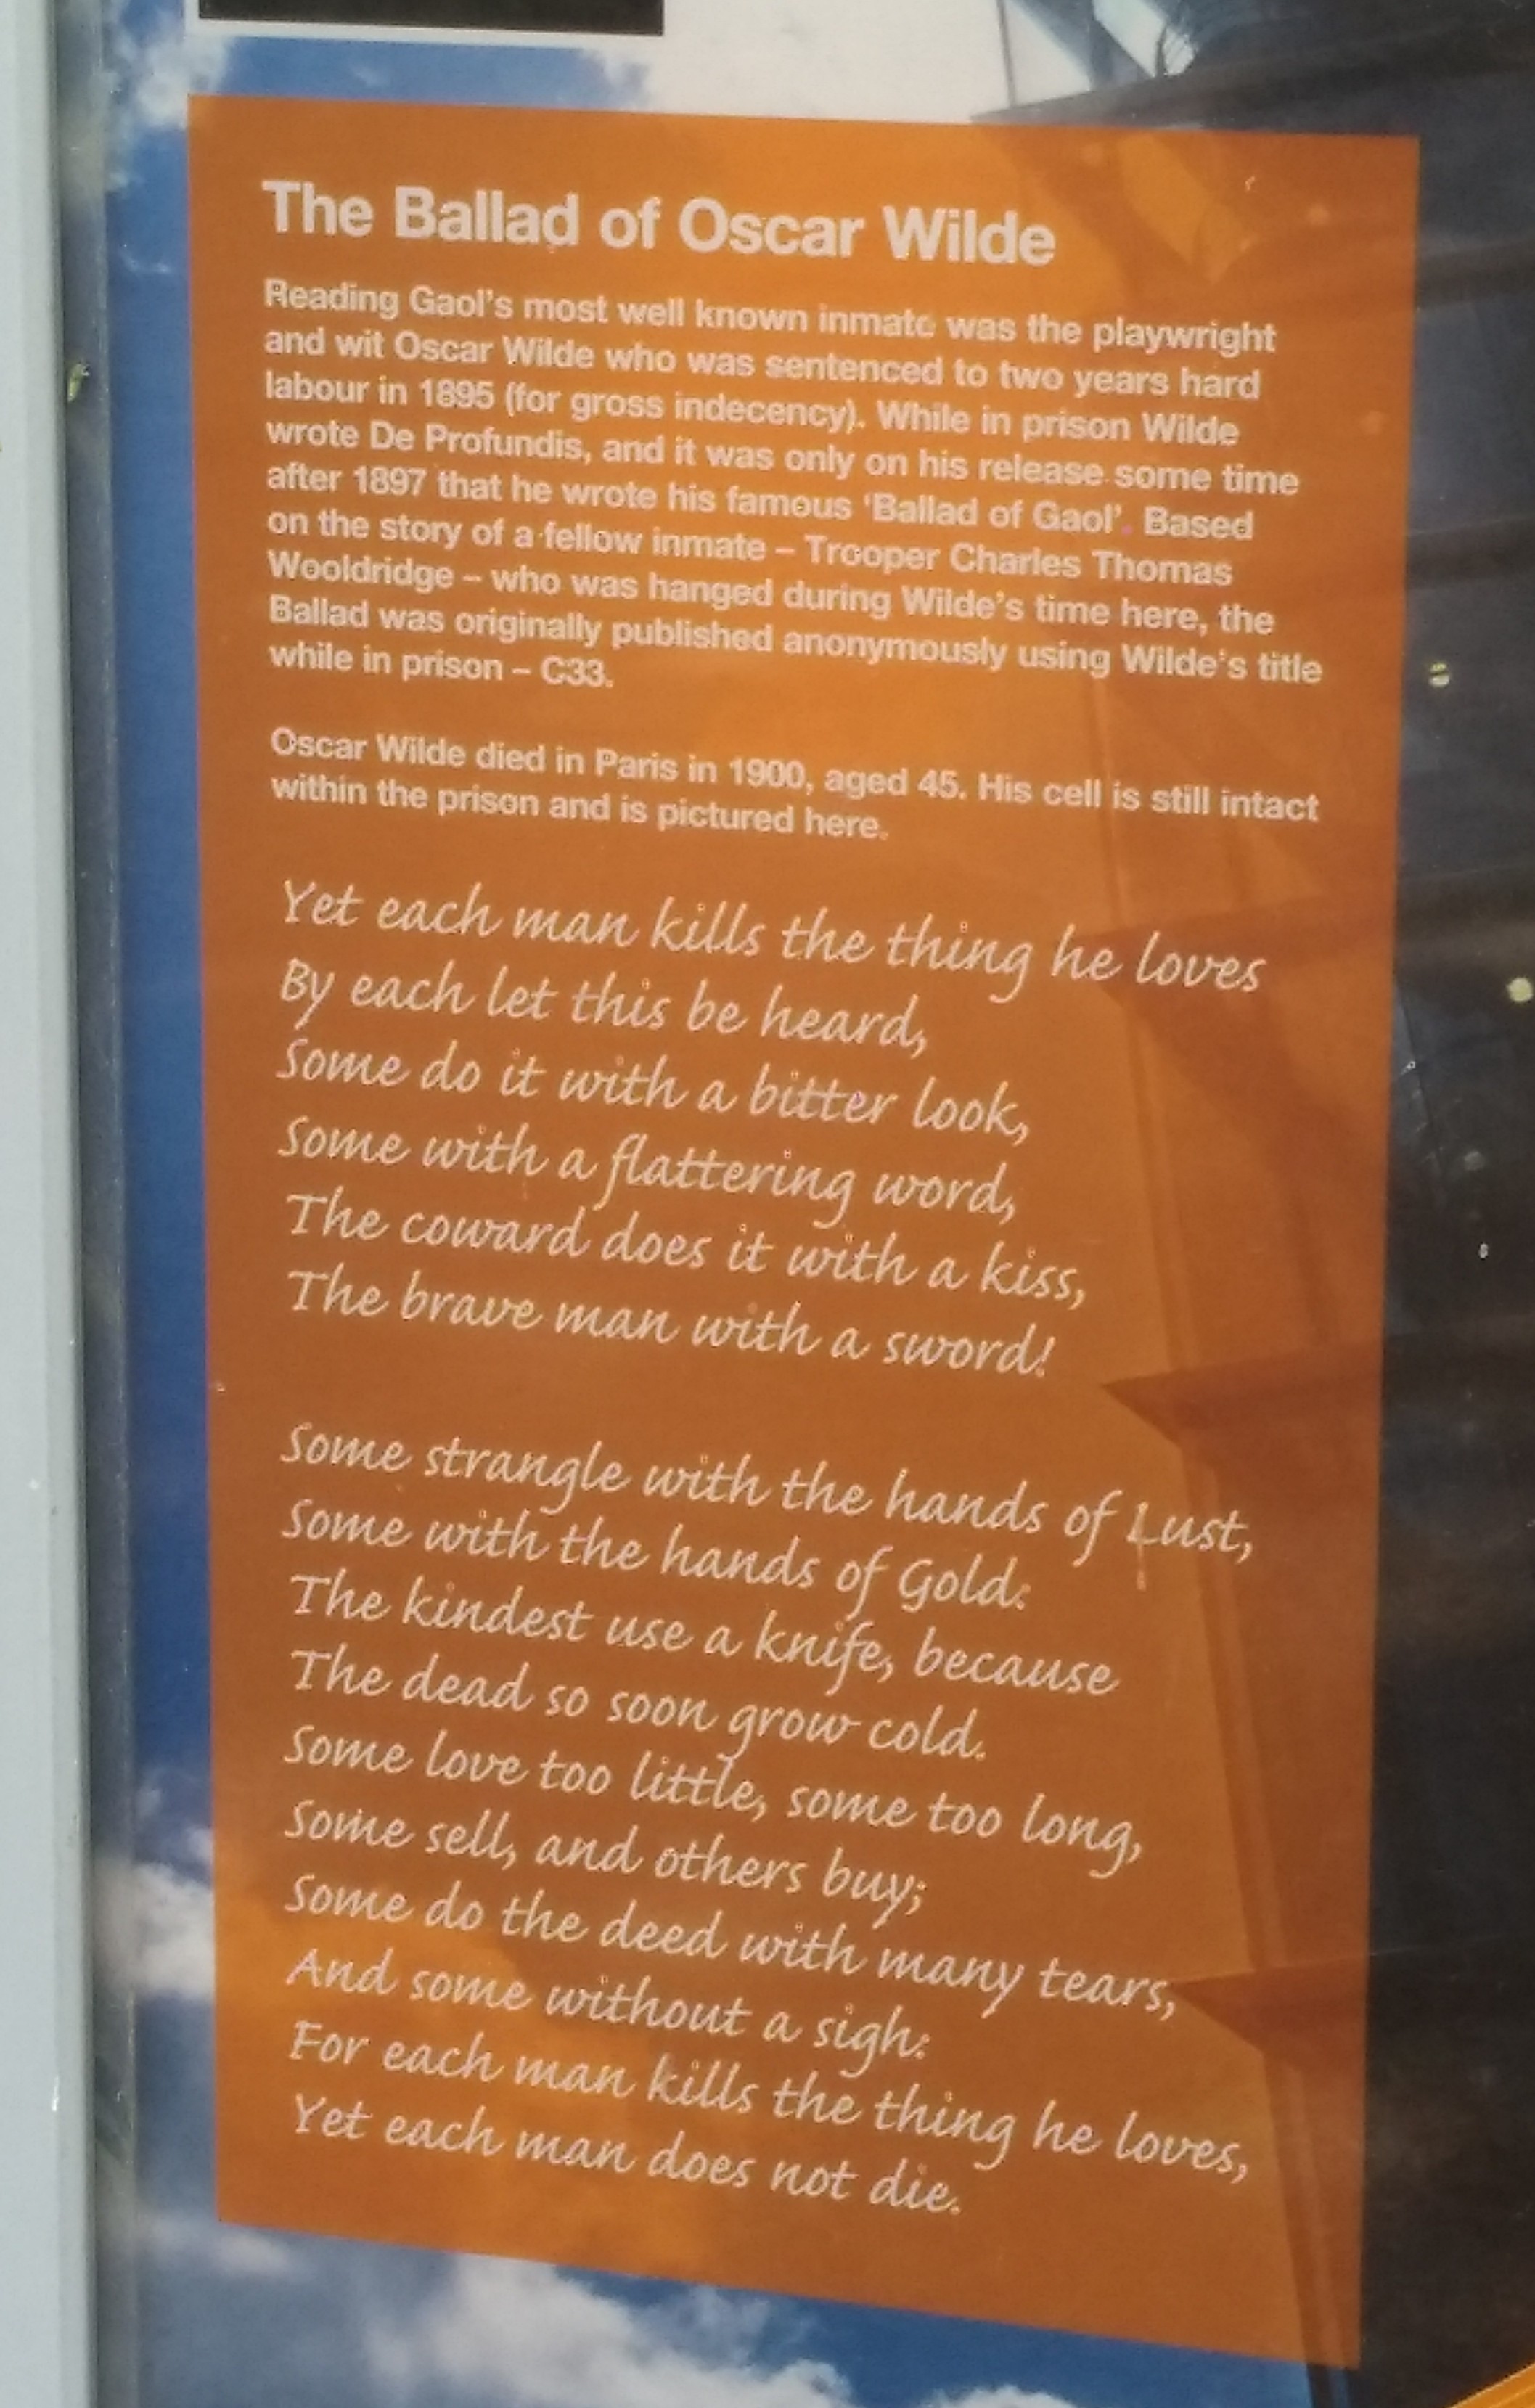 The Ballad of Oscar Wilde
Reading Gaol's most well known inmate was the playwright
and wit Oscar Wilde who was sentenced to two years hard
labour in 1895 (for gross indecency). While in prison Wilde
wrote De Profundis, and it was only on his release some time
after 1897 that he wrote his famous 'Ballad of Gaol'. Based
on the story of a fellow inmate – Trooper Charles Thomas
Wooldridge – who was hanged during Wilde's time here, the
Ballad was originally published anonymously using Wilde's title
while in prison – C33.
Oscar Wilde died in Paris in 1900, aged 45. His cell is still intact
within the prison and is pictured here.
Yet each man kills the thing he loves
By each let this be heard,
Some do it with a bitter look,
Some with a flattering word,
The coward does it with a kiss,
The brave man with a sword!
Some strangle with the hands of Lust,
Some with the hands of Gold:
The kindest use a knife, because
The dead so soon grow cold.
Some love too little, some too long,
Some sell, and others buy;
Some do the deed with many tears,
And some without a sigh:
For each man kills the thing he loves,
Yet each man does not die.